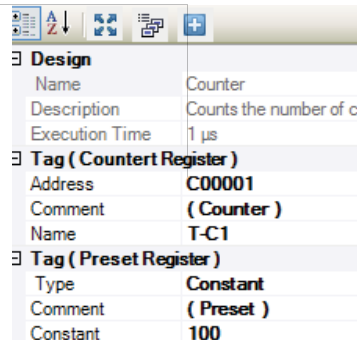 Design
Name Counter
Description Counts the number of c
Execution Time 1 µs
Tag ( Countert Register )
Address C00001
Comment ( Counter )
Name T-C1
Tag ( Preset Register )
Type Constant
Comment ( Preset )
Constant 100